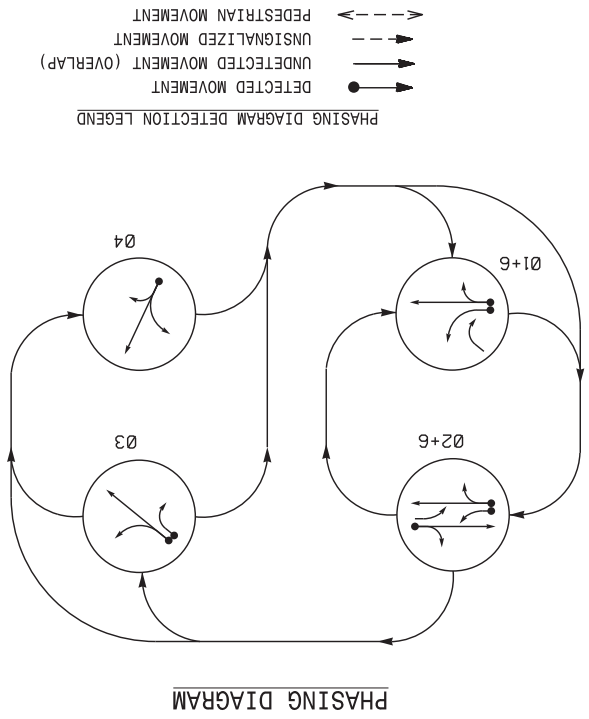 PHASING DIAGRAM
Ø2+6
Ø3
Ø1+6
Ø4
PHASING DIAGRAM DETECTION LEGEND
DETECTED MOVEMENT
UNDETECTED MOVEMENT (OVERLAP)
UNSIGNALIZED MOVEMENT
PEDESTRIAN MOVEMENT